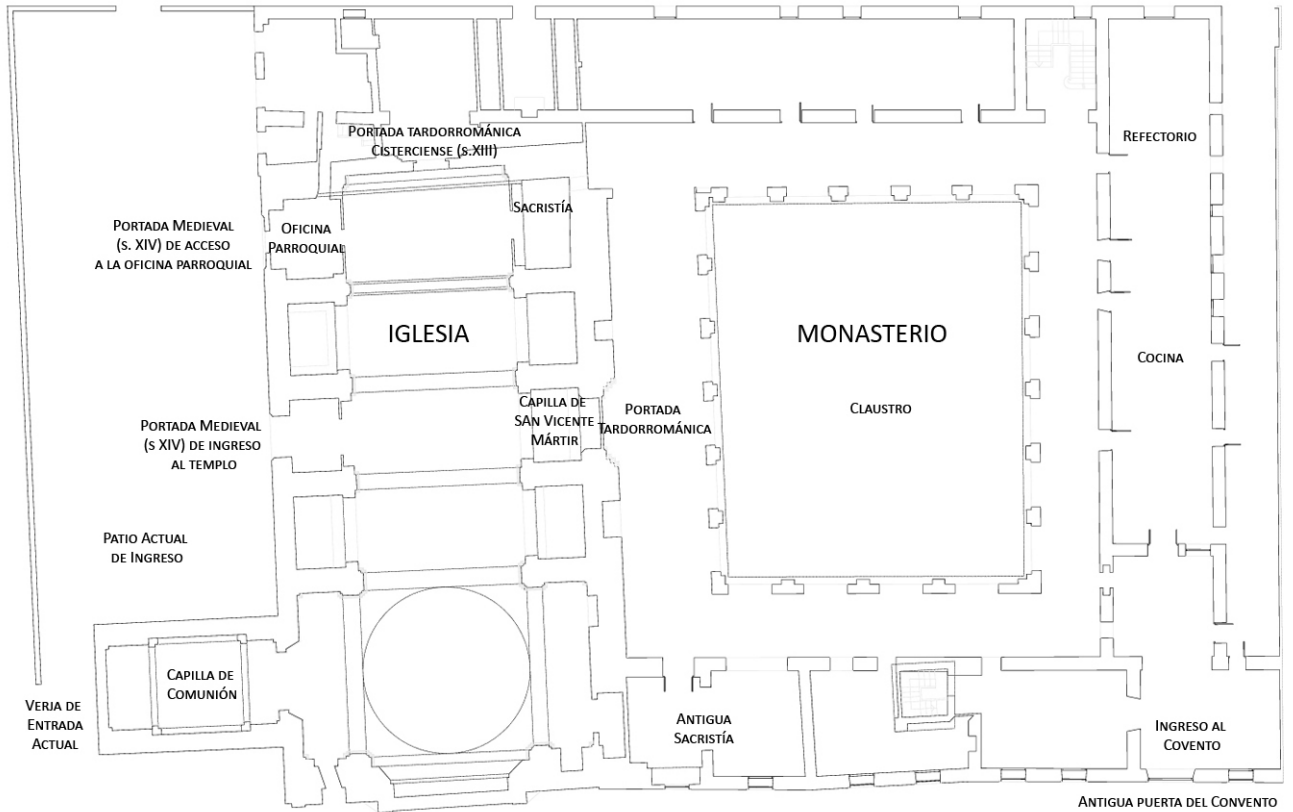 PORTADA TARDORROMÁNICA
CISTERCIENSE (S.XIII)
REFECTORIO
SACRISTÍA
PORTADA MEDIEVAL
(S. XIV) DE ACCESO
A LA OFICINA PARROQUIAL
OFICINA
PARROQUIAL
IGLESIA
MONASTERIO
COCINA
CLAUSTRO
CAPILLA DE
SAN VICENTE
MÁRTIR
PORTADA
TARDORROMÁNICA
PORTADA MEDIEVAL
(S XIV) DE INGRESO
AL TEMPLO
PATIO ACTUAL
DE INGRESO
CAPILLA DE
COMUNIÓN
VERJA DE
ENTRADA
ACTUAL
ANTIGUA
SACRISTÍA
INGRESO AL
COVENTO
ANTIGUA PUERTA DEL CONVENTO